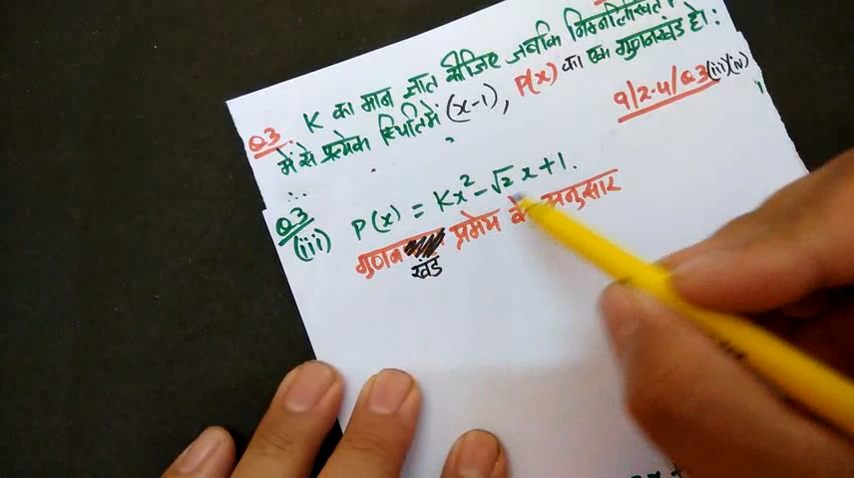 Q3. K का मान ज्ञात कीजिए जबकि निम्नलिखित
में से प्रत्येक स्थिति में (x-1), P(x) का एक गुणनखंड हो:
9/2.4/Q3(iii)(iv)
Q3
(iii) P(x) = Kx² - √2 x + 1.
गुणन प्रमेय के अनुसार
खंड